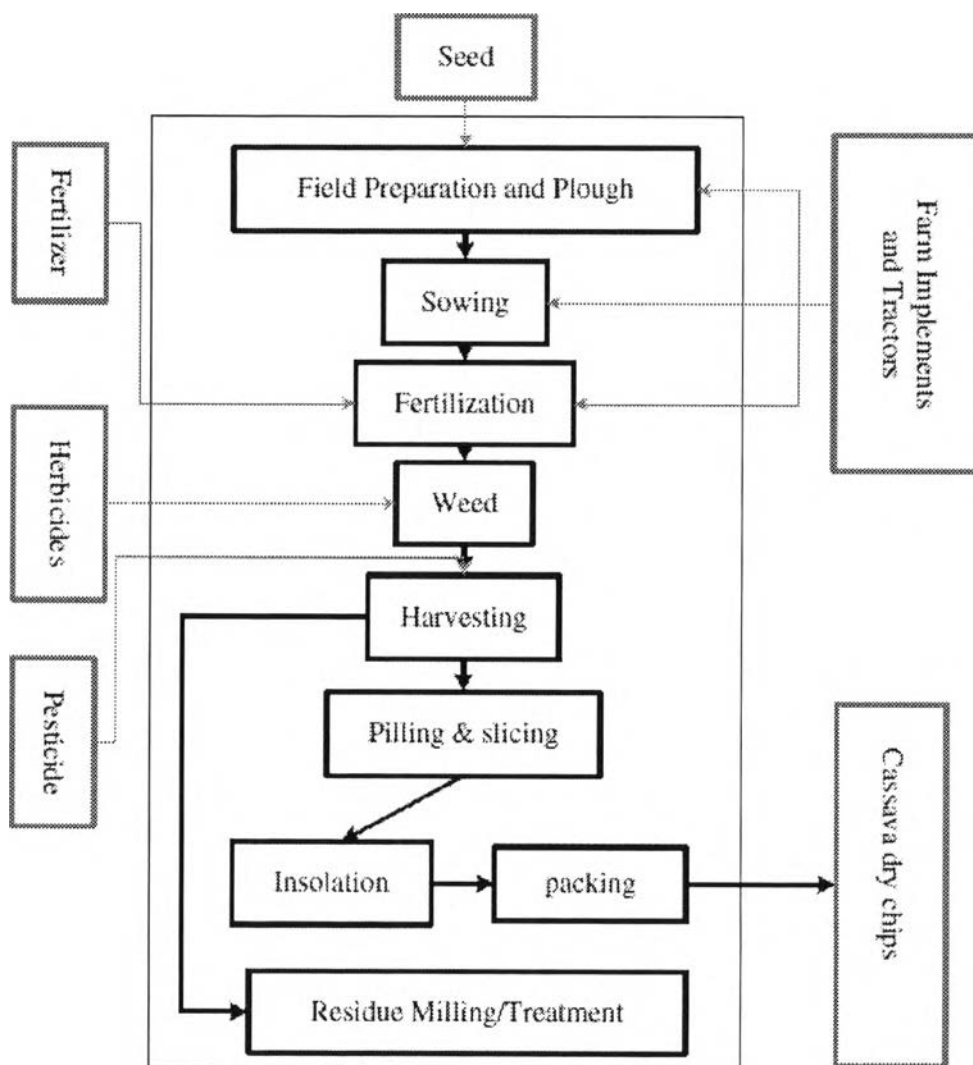 Seed
Field Preparation and Plough
Fertilizer
Farm Implements
and Tractors
Sowing
Fertilization
Herbicides
Weed
Harvesting
Pesticide
Pilling & slicing
Cassava dry chips
Insolation
packing
Residue Milling/Treatment